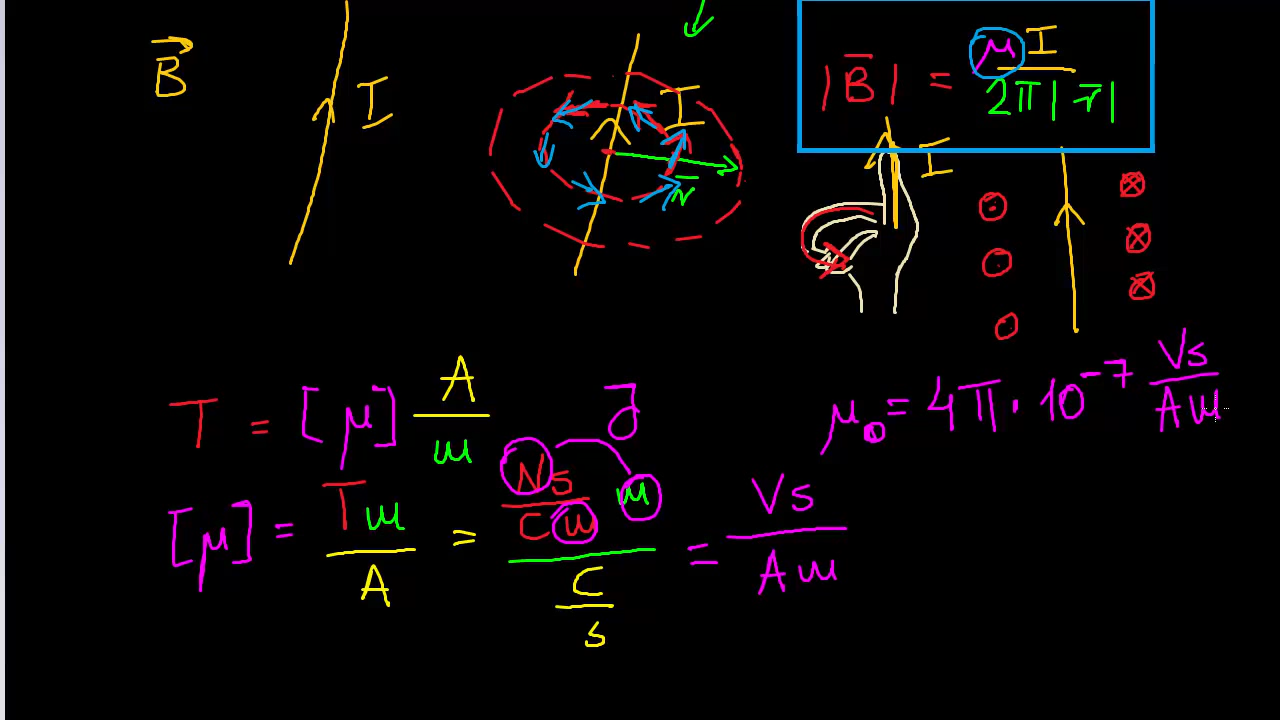 B⃗
I
I
r̄
|B̄| = μI / 2π|r̄|
I
T = [μ] A/m
J
[μ] = Tm/A = (Ns/Cm m)/(C/s) = Vs/Am
μ₀ = 4π · 10⁻⁷ Vs/Am